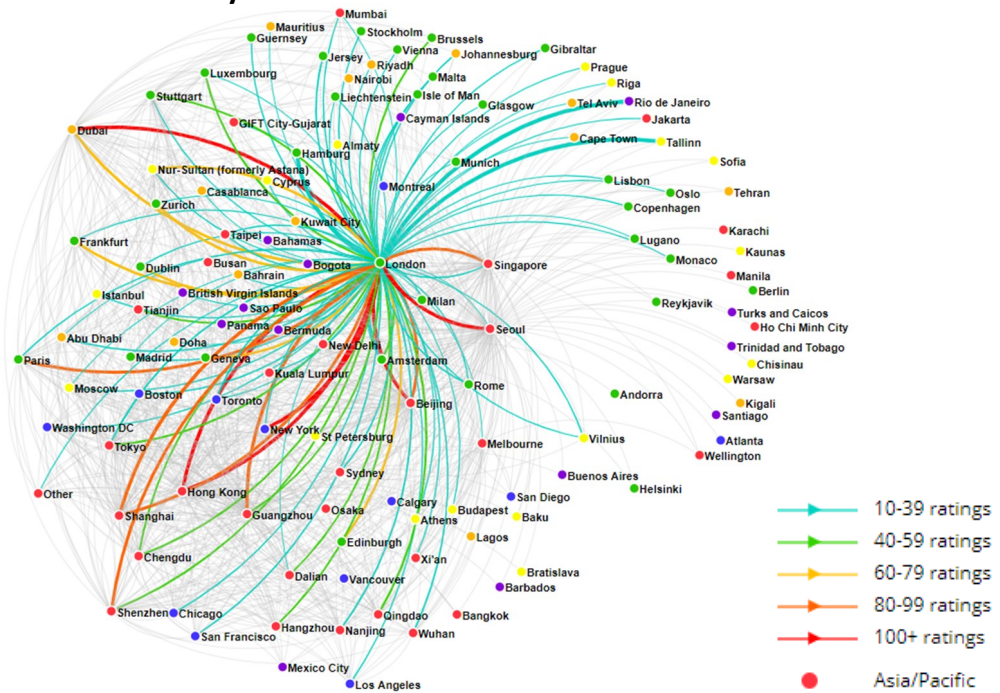 Mumbai
Mauritius
Guernsey
Stockholm
Brussels
Vienna
Johannesburg
Gibraltar
Jersey
Riyadh
Prague
Luxembourg
Nairobi
Malta
Riga
Stuttgart
Liechtenstein
Isle of Man
Glasgow
Tel Aviv
Rio de Janeiro
GIFT City-Gujarat
Cayman Islands
Jakarta
Dubai
Cape Town
Tallinn
Almaty
Hamburg
Munich
Sofia
Nur-Sultan (formerly Astana)
Cyprus
Montreal
Lisbon
Casablanca
Oslo
Tehran
Zurich
Copenhagen
Kuwait City
Karachi
Taipei
Bahamas
Frankfurt
Lugano
Kaunas
Dublin
Busan
Bogota
London
Singapore
Monaco
Bahrain
Manila
Istanbul
British Virgin Islands
Berlin
Tianjin
Sao Paulo
Milan
Reykjavik
Turks and Caicos
Panama
Bermuda
Seoul
Ho Chi Minh City
Abu Dhabi
Doha
New Delhi
Trinidad and Tobago
Paris
Madrid
Geneva
Amsterdam
Chisinau
Kuala Lumpur
Warsaw
Moscow
Boston
Rome
Toronto
Beijing
Andorra
Kigali
Santiago
Washington DC
New York
St Petersburg
Vilnius
Atlanta
Tokyo
Melbourne
Wellington
Sydney
Buenos Aires
Other
Hong Kong
Helsinki
Calgary
San Diego
Shanghai
Guangzhou
Osaka
Budapest
10-39 ratings
Athens
Baku
40-59 ratings
Edinburgh
Lagos
Chengdu
Xi'an
60-79 ratings
Dalian
Vancouver
Bratislava
Barbados
80-99 ratings
Shenzhen
Chicago
Qingdao
Bangkok
Hangzhou
Nanjing
Wuhan
100+ ratings
San Francisco
Mexico City
Los Angeles
Asia/Pacific